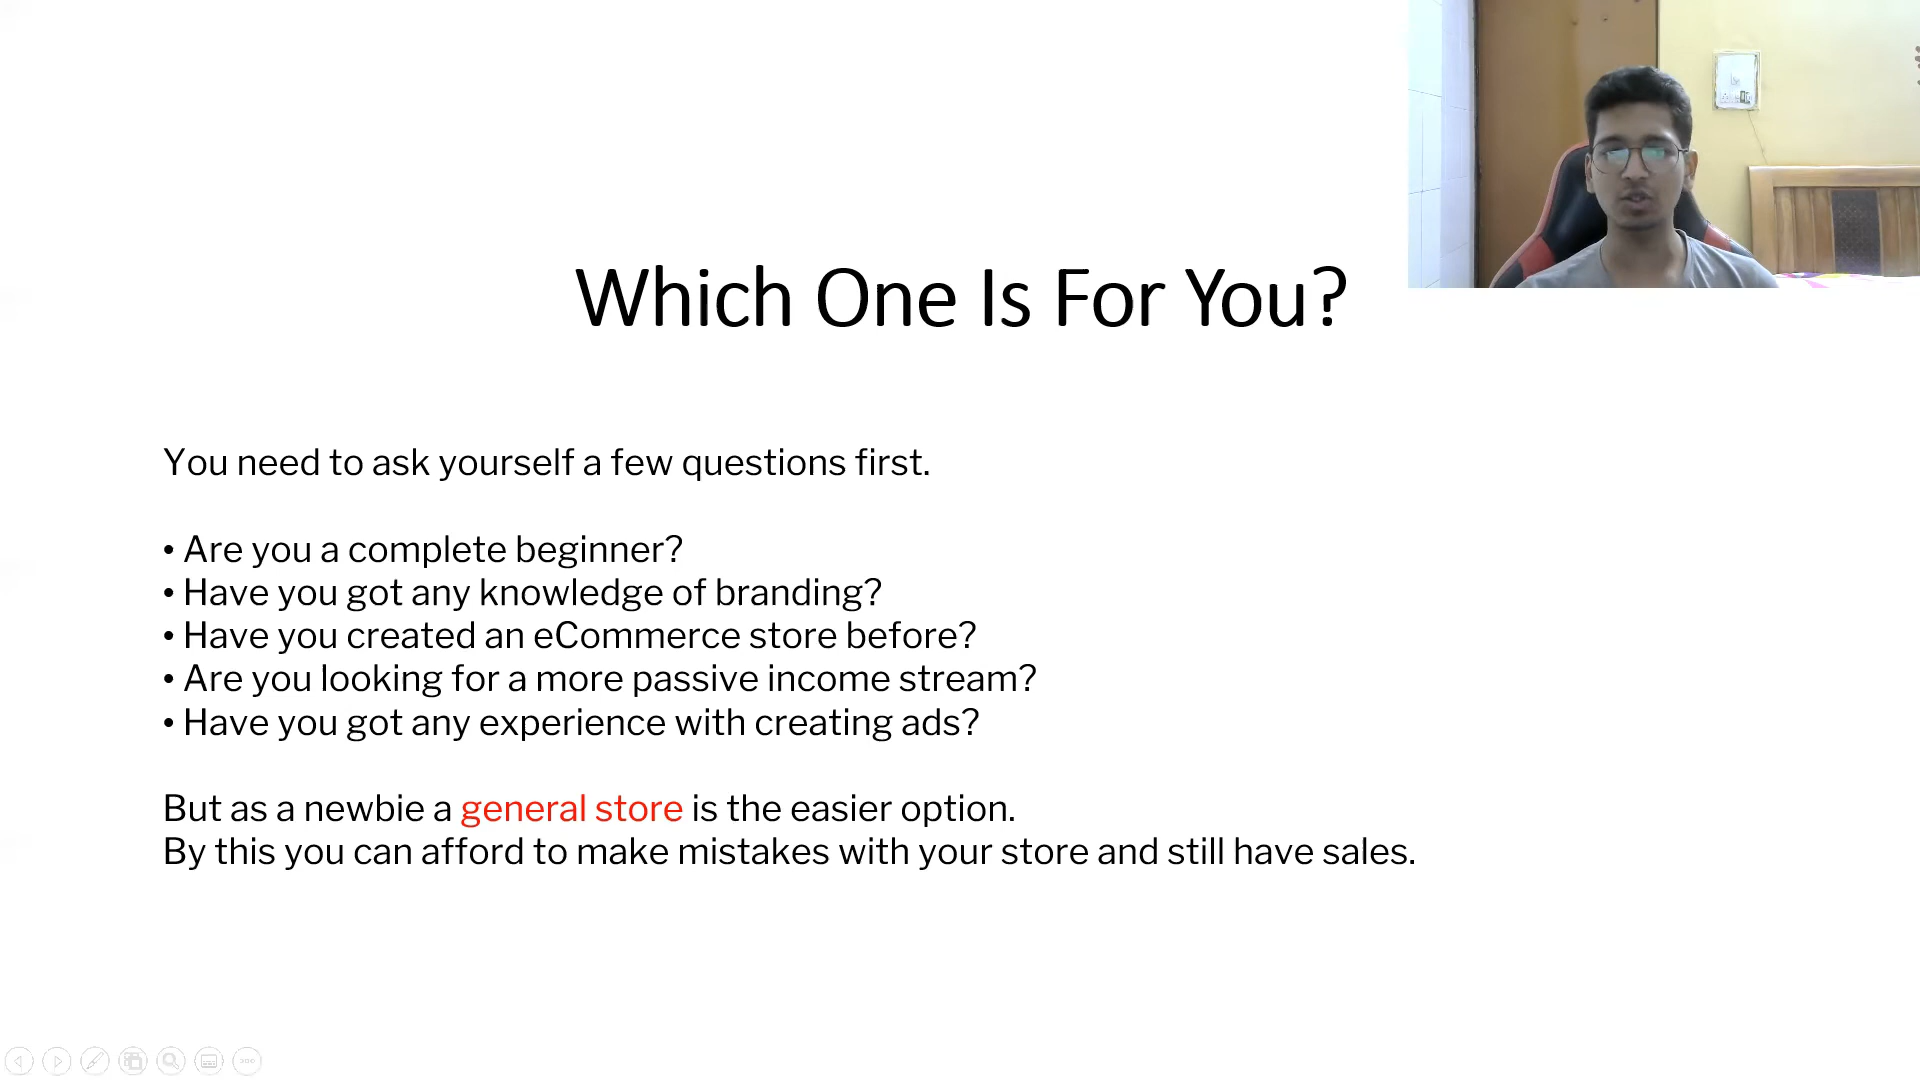 Which One Is For You?
You need to ask yourself a few questions first.
• Are you a complete beginner?
• Have you got any knowledge of branding?
• Have you created an eCommerce store before?
• Are you looking for a more passive income stream?
• Have you got any experience with creating ads?
But as a newbie a general store is the easier option.
By this you can afford to make mistakes with your store and still have sales.